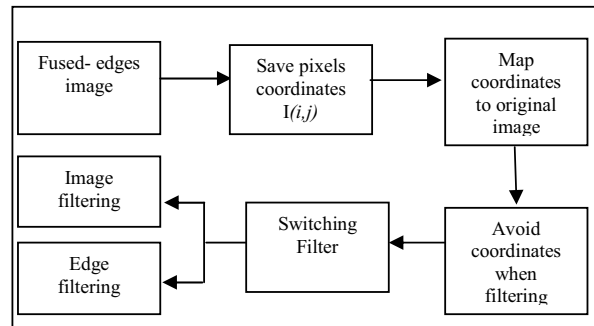 Fused- edges
image
Save pixels
coordinates
I(i,j)
Map
coordinates
to original
image
Image
filtering
Switching
Filter
Avoid
coordinates
when
filtering
Edge
filtering